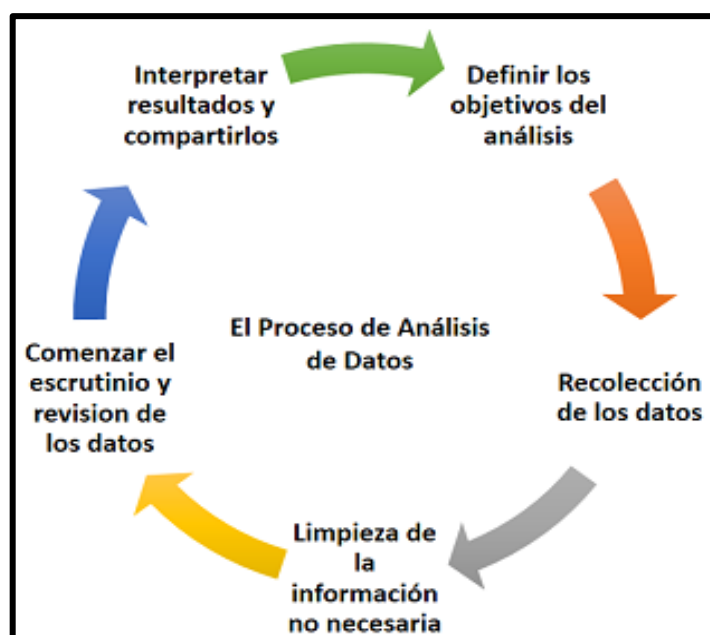 Interpretar
resultados y
compartirlos
Definir los
objetivos del
análisis
El Proceso de Análisis
de Datos
Comenzar el
escrutinio y
revision de
los datos
Recolección
de los datos
Limpieza de
la
información
no necesaria